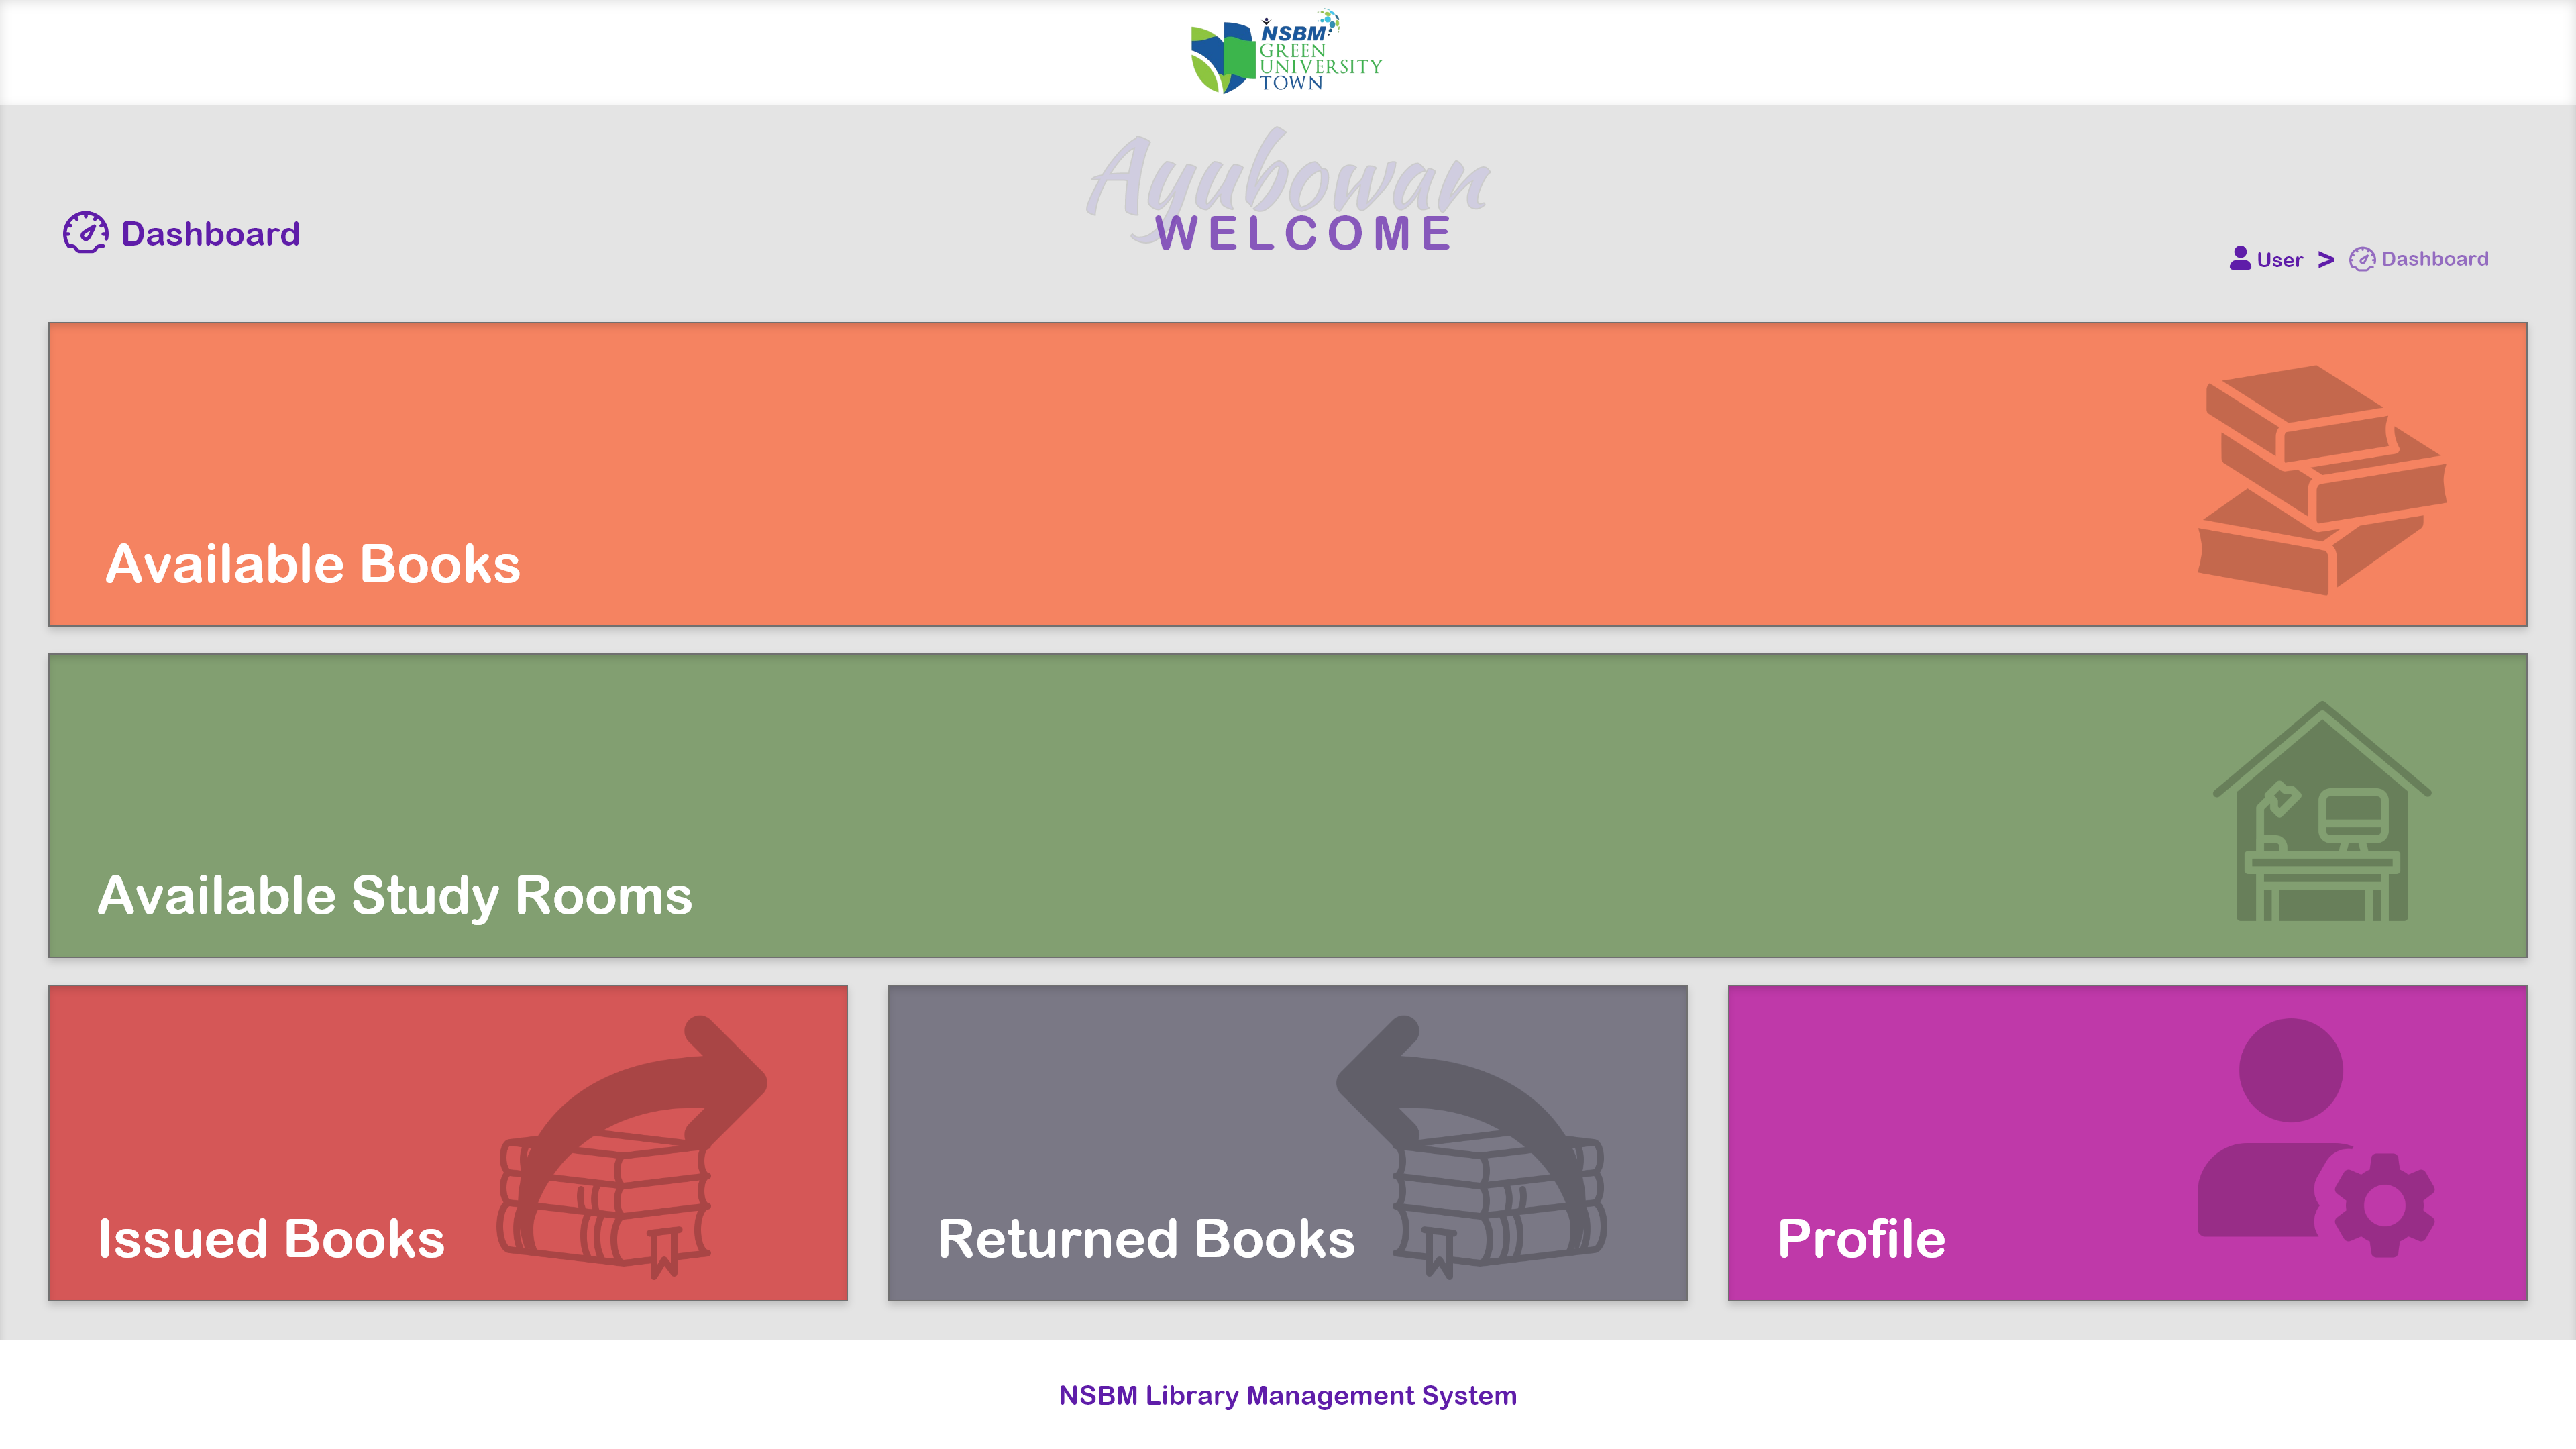 NSBM
GREEN
UNIVERSITY
TOWN
Ayubowan
WELCOME
Dashboard
User > Dashboard
Available Books
Available Study Rooms
Issued Books
Returned Books
Profile
NSBM Library Management System